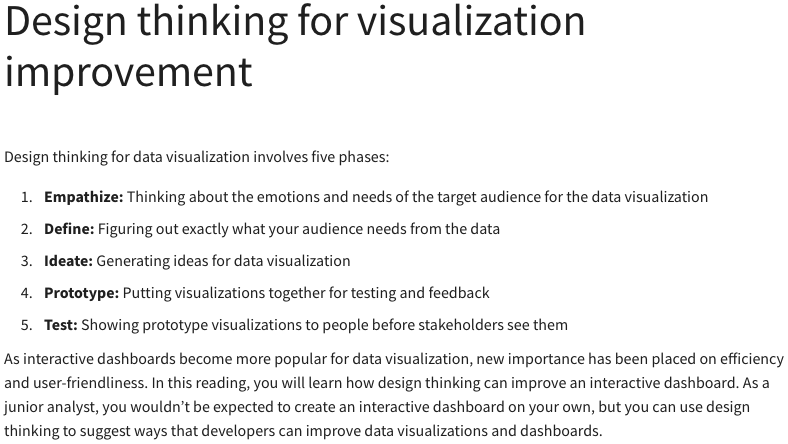 Design thinking for visualization
improvement
Design thinking for data visualization involves five phases:
1. Empathize: Thinking about the emotions and needs of the target audience for the data visualization
2. Define: Figuring out exactly what your audience needs from the data
3. Ideate: Generating ideas for data visualization
4. Prototype: Putting visualizations together for testing and feedback
5. Test: Showing prototype visualizations to people before stakeholders see them
As interactive dashboards become more popular for data visualization, new importance has been placed on efficiency
and user-friendliness. In this reading, you will learn how design thinking can improve an interactive dashboard. As a
junior analyst, you wouldn’t be expected to create an interactive dashboard on your own, but you can use design
thinking to suggest ways that developers can improve data visualizations and dashboards.